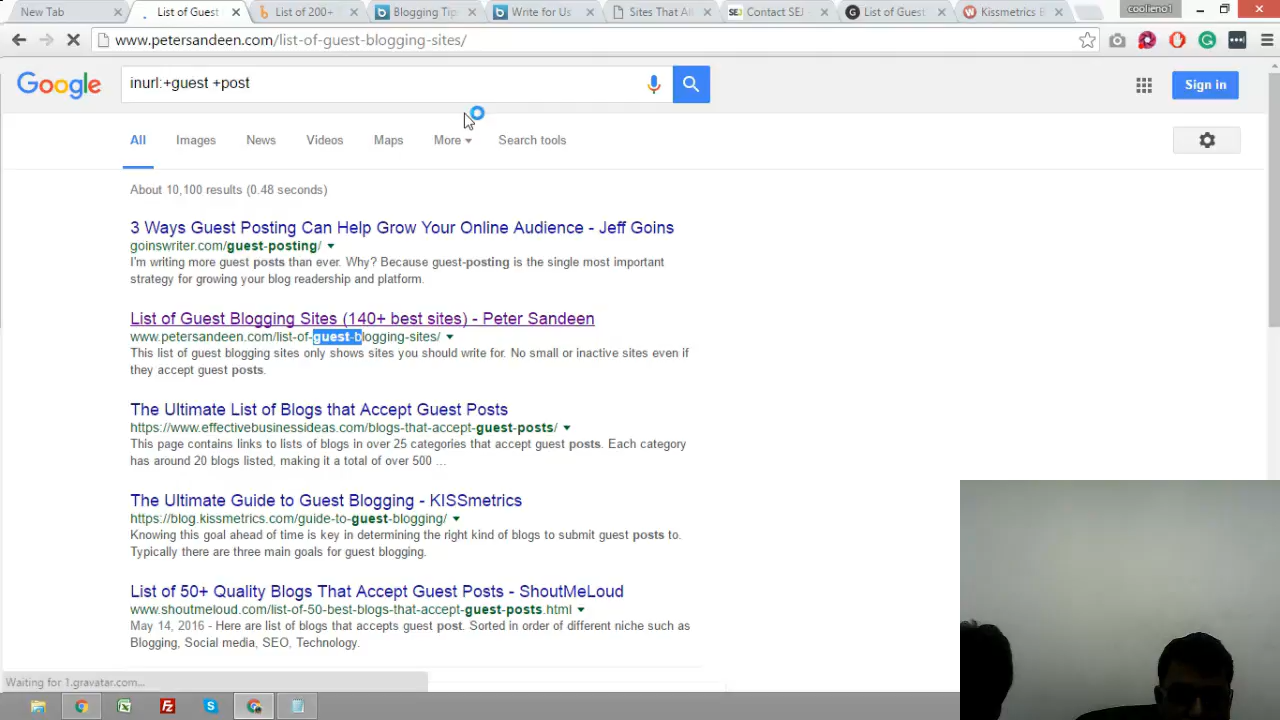 New Tab
List of Guest
List of 200+
Blogging Tips
Write for Us
Sites That All
SEJ Contact SEJ
List of Guest
Kissmetrics B
coolieno1
www.petersandeen.com/list-of-guest-blogging-sites/
Google
inurl:+guest +post
Sign in
All
Images
News
Videos
Maps
More
Search tools
About 10,100 results (0.48 seconds)
3 Ways Guest Posting Can Help Grow Your Online Audience - Jeff Goins
goinswriter.com/guest-posting/
I'm writing more guest posts than ever. Why? Because guest-posting is the single most important
strategy for growing your blog readership and platform.
List of Guest Blogging Sites (140+ best sites) - Peter Sandeen
www.petersandeen.com/list-of-guest-blogging-sites/
This list of guest blogging sites only shows sites you should write for. No small or inactive sites even if
they accept guest posts.
The Ultimate List of Blogs that Accept Guest Posts
https://www.effectivebusinessideas.com/blogs-that-accept-guest-posts/
This page contains links to lists of blogs in over 25 categories that accept guest posts. Each category
has around 20 blogs listed, making it a total of over 500 ...
The Ultimate Guide to Guest Blogging - KISSmetrics
https://blog.kissmetrics.com/guide-to-guest-blogging/
Knowing this goal ahead of time is key in determining the right kind of blogs to submit guest posts to.
Typically there are three main goals for guest blogging.
List of 50+ Quality Blogs That Accept Guest Posts - ShoutMeLoud
www.shoutmeloud.com/list-of-50-best-blogs-that-accept-guest-posts.html
May 14, 2016 - Here are list of blogs that accepts guest post. Sorted in order of different niche such as
Blogging, Social media, SEO, Technology.
Waiting for 1.gravatar.com...